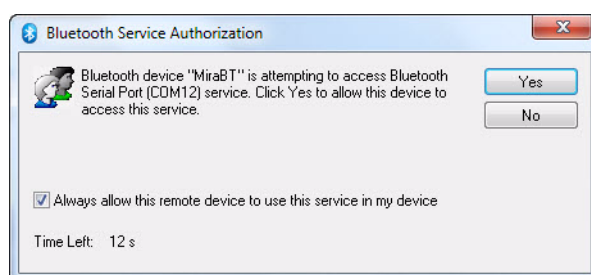 Bluetooth Service Authorization
Bluetooth device "MiraBT" is attempting to access Bluetooth
Serial Port (COM12) service. Click Yes to allow this device to
access this service.
Yes
No
Always allow this remote device to use this service in my device
Time Left: 12 s